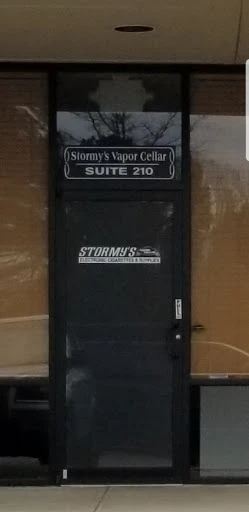 Stormy's Vapor Cellar
SUITE 210
STORMY'S
ELECTRONIC CIGARETTES & SUPPLIES